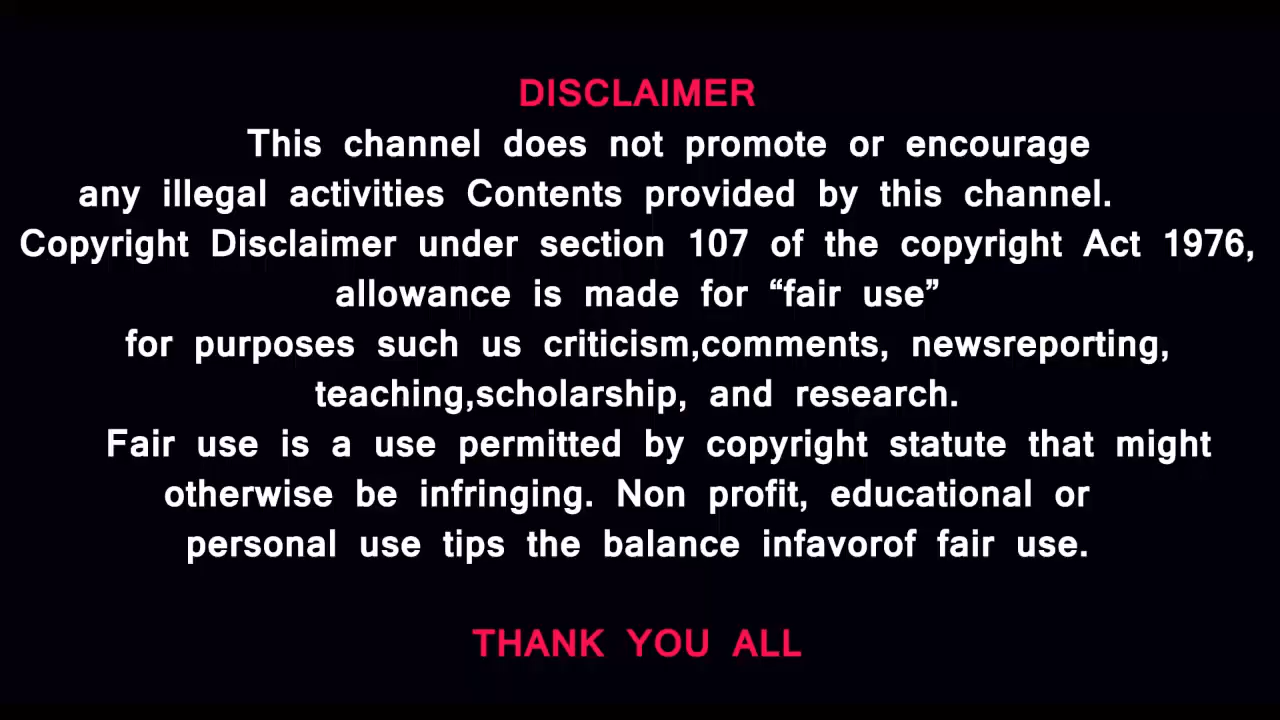 DISCLAIMER
This channel does not promote or encourage
any illegal activities Contents provided by this channel.
Copyright Disclaimer under section 107 of the copyright Act 1976,
allowance is made for “fair use”
for purposes such us criticism,comments, newsreporting,
teaching,scholarship, and research.
Fair use is a use permitted by copyright statute that might
otherwise be infringing. Non profit, educational or
personal use tips the balance infavorof fair use.
THANK YOU ALL